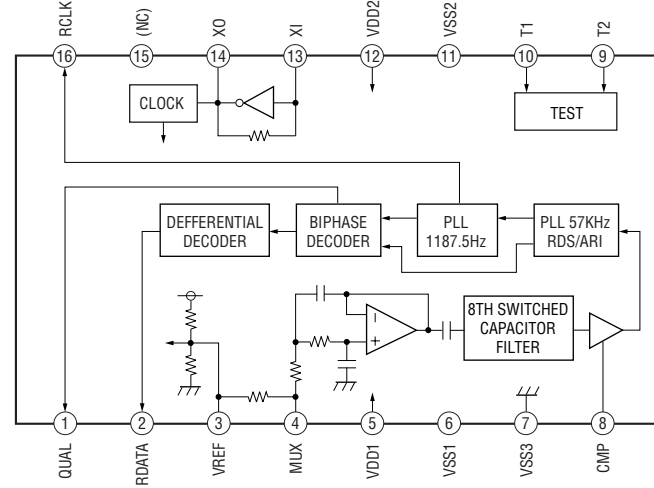 RCLK
(NC)
XO
XI
VDD2
VSS2
T1
T2
16
15
14
13
12
11
10
9
CLOCK
TEST
DEFFERENTIAL
DECODER
BIPHASE
DECODER
PLL
1187.5Hz
PLL 57KHz
RDS/ARI
8TH SWITCHED
CAPACITOR
FILTER
1
2
3
4
5
6
7
8
QUAL
RDATA
VREF
MUX
VDD1
VSS1
VSS3
CMP